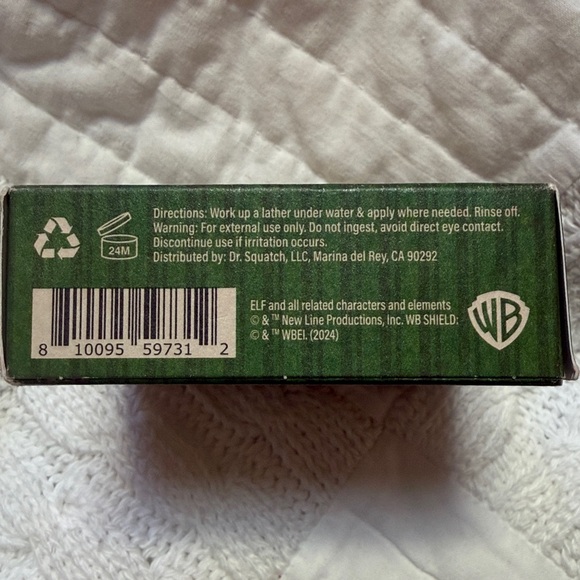 Directions: Work up a lather under water & apply where needed. Rinse off.
Warning: For external use only. Do not ingest, avoid direct eye contact.
Discontinue use if irritation occurs.
Distributed by: Dr. Squatch, LLC, Marina del Rey, CA 90292
24M
ELF and all related characters and elements
© & ™ New Line Productions, Inc. WB SHIELD:
© & ™ WBEI. (2024)
WB
8 10095 59731 2